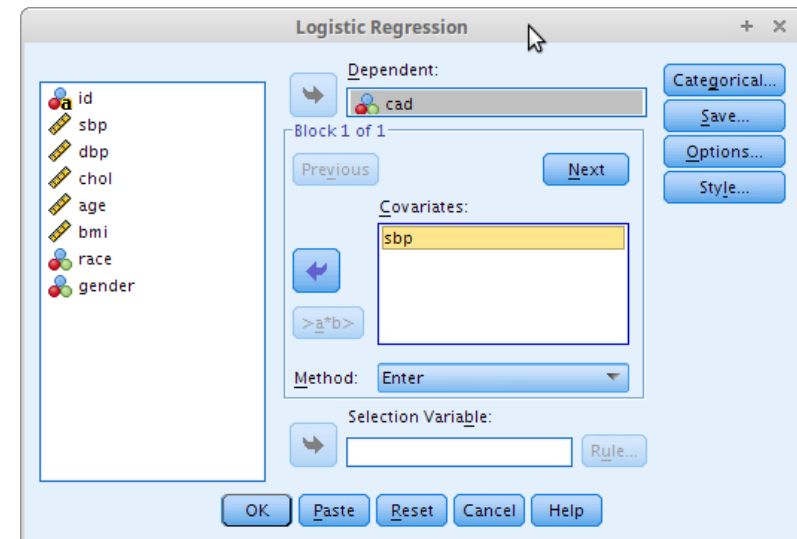 Logistic Regression
+ ×
id
sbp
dbp
chol
age
bmi
race
gender
Dependent:
cad
Block 1 of 1
Previous
Next
Covariates:
sbp
>a*b>
Method: Enter
Selection Variable:
Rule...
Categorical...
Save...
Options...
Style...
OK Paste Reset Cancel Help